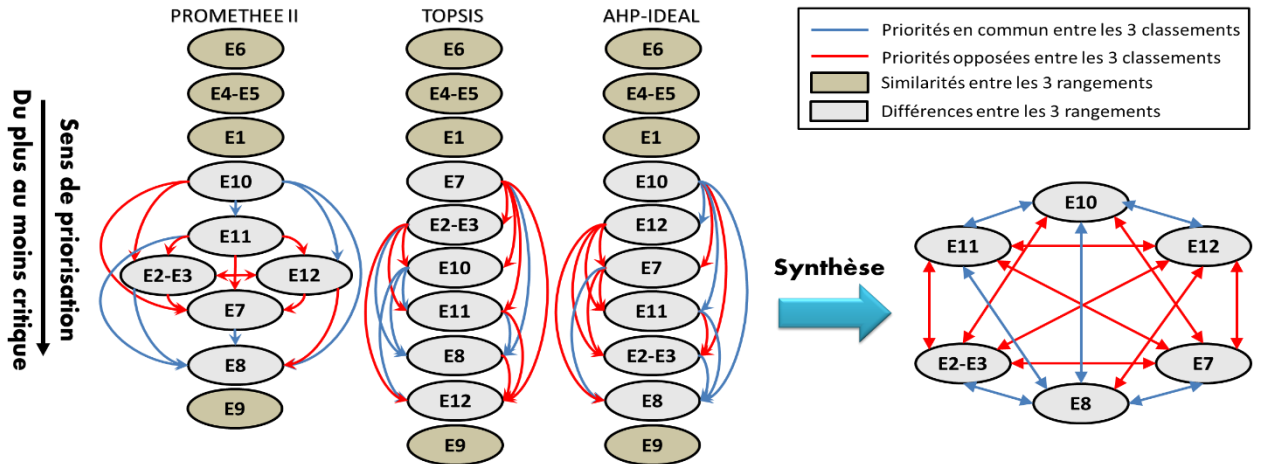 PROMETHEE II
E6
E4-E5
E1
E10
E11
E2-E3
E12
E7
E8
E9
TOPSIS
E6
E4-E5
E1
E7
E2-E3
E10
E11
E8
E12
E9
AHP-IDEAL
E6
E4-E5
E1
E10
E12
E7
E11
E2-E3
E8
E9
Sens de priorisation
Du plus au moins critique
Priorités en commun entre les 3 classements
Priorités opposées entre les 3 classements
Similarités entre les 3 rangements
Différences entre les 3 rangements
Synthèse
E10
E11
E12
E2-E3
E7
E8